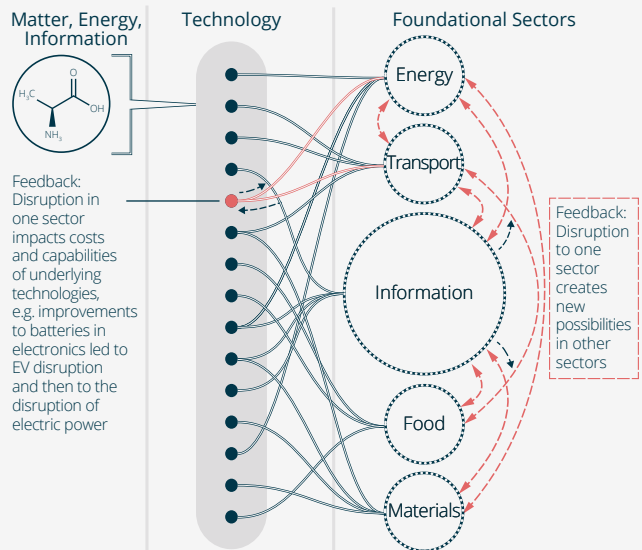 Matter, Energy,
Information
Technology
Foundational Sectors
O
H₃C
OH
NH₃
Feedback:
Disruption in
one sector
impacts costs
and capabilities
of underlying
technologies,
e.g. improvements
to batteries in
electronics led to
EV disruption
and then to the
disruption of
electric power
Energy
Transport
Information
Food
Materials
Feedback:
Disruption
to one
sector
creates
new
possibilities
in other
sectors